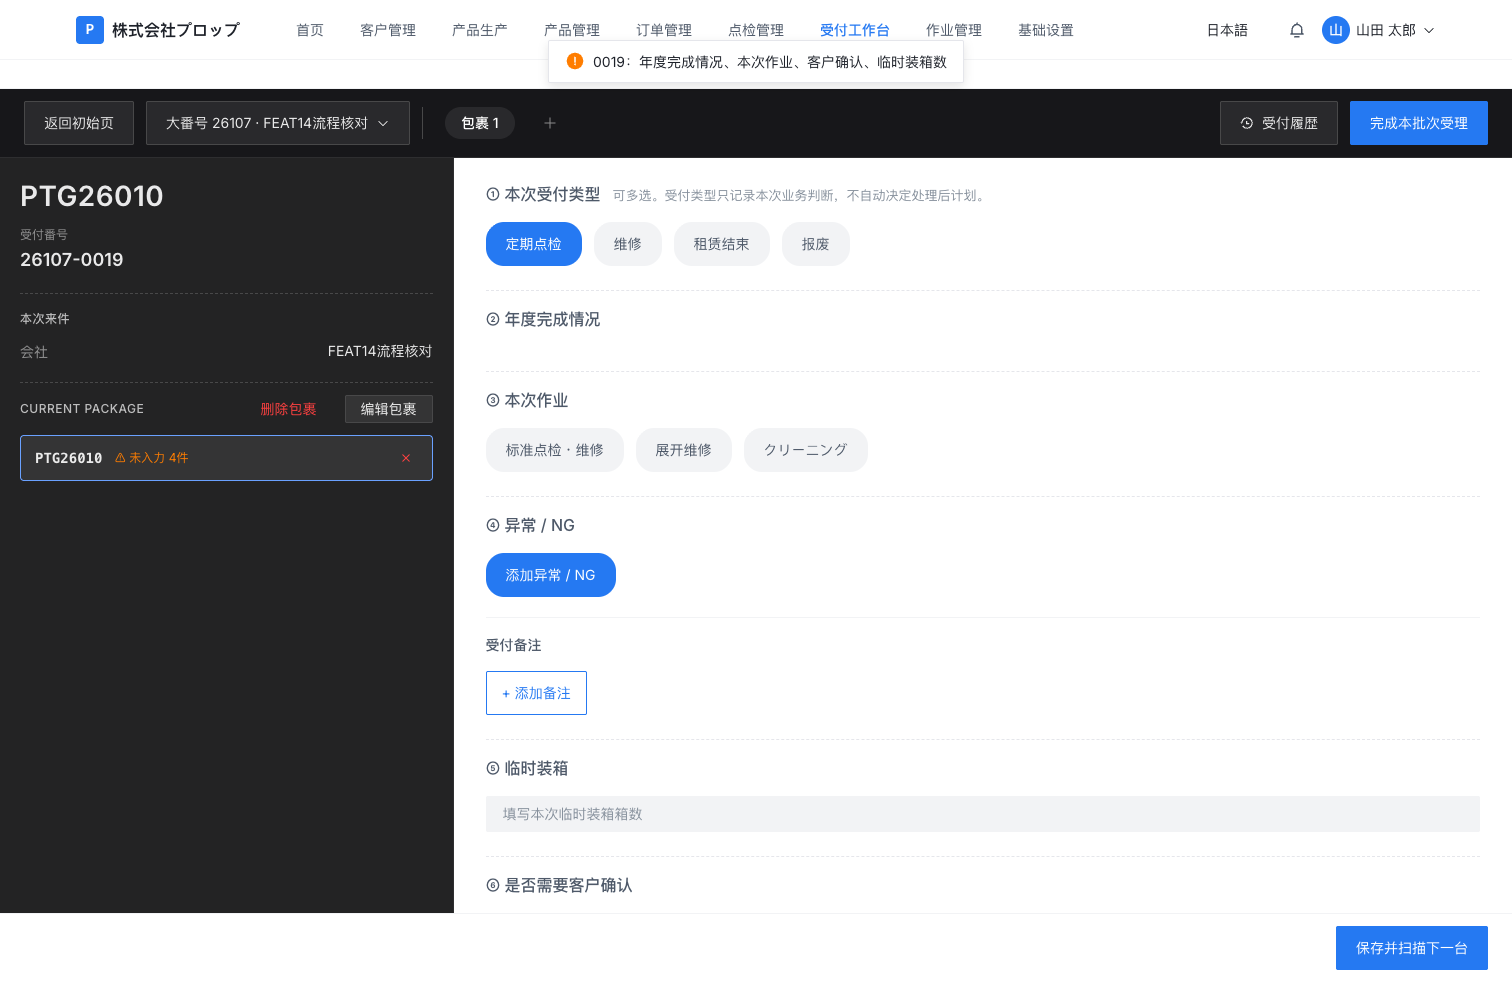 P 株式会社プロップ 首页 客户管理 产品生产 产品管理 订单管理 点检管理 受付工作台 作业管理 基础设置 日本語 山 山田 太郎
0019：年度完成情况、本次作业、客户确认、临时装箱数
返回初始页 大番号 26107 · FEAT14流程核对 包裹 1 + 受付履歴 完成本批次受理
PTG26010
受付番号
26107-0019
本次来件
会社 FEAT14流程核对
CURRENT PACKAGE 删除包裹 编辑包裹
PTG26010 未入力 4件
① 本次受付类型 可多选。受付类型只记录本次业务判断，不自动决定处理后计划。
定期点检 维修 租赁结束 报废
② 年度完成情况
③ 本次作业
标准点检・维修 展开维修 クリーニング
④ 异常 / NG
添加异常 / NG
受付备注
+ 添加备注
⑤ 临时装箱
填写本次临时装箱箱数
⑥ 是否需要客户确认
保存并扫描下一台